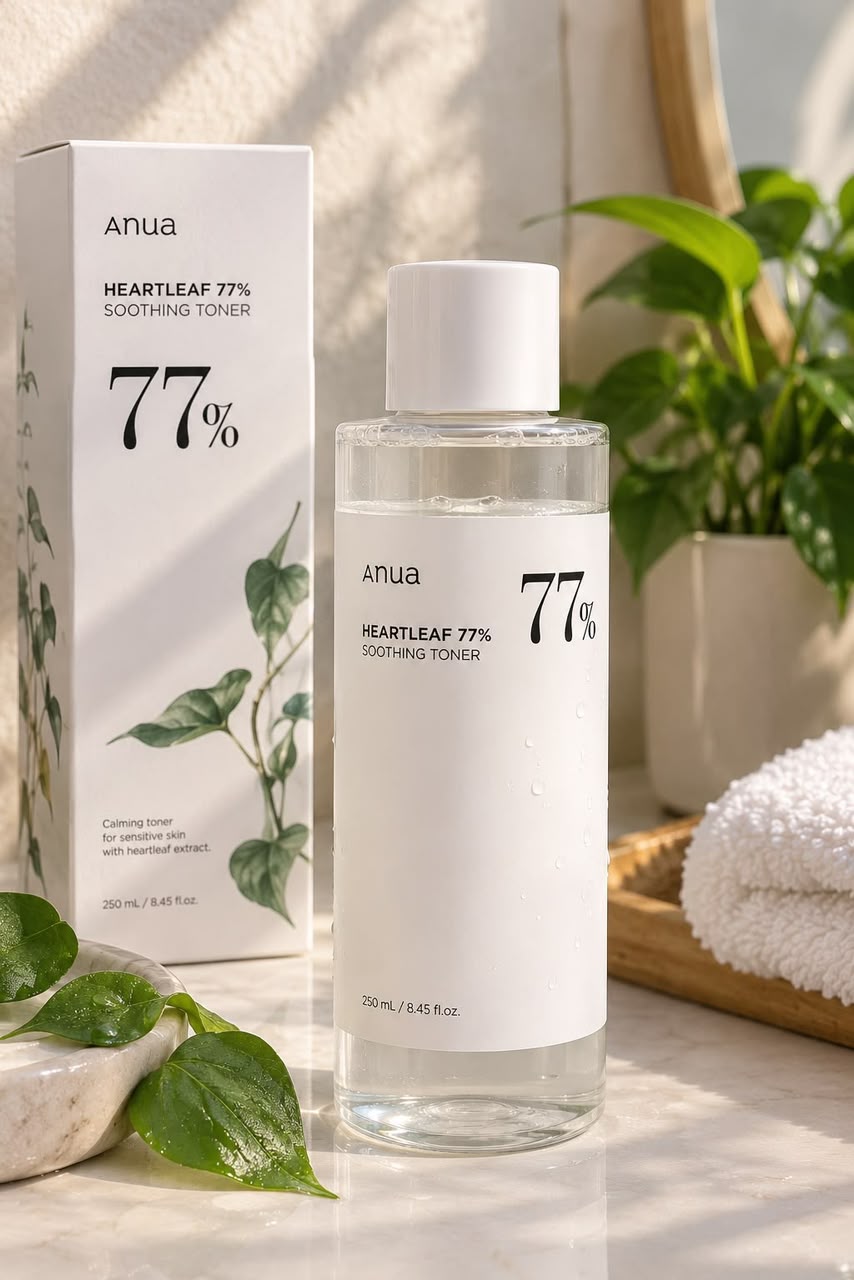 Anua
HEARTLEAF 77%
SOOTHING TONER
77%
Calming toner
for sensitive skin
with heartleaf extract.
250 mL / 8.45 fl.oz.
Anua
77%
HEARTLEAF 77%
SOOTHING TONER
250 mL / 8.45 fl.oz.